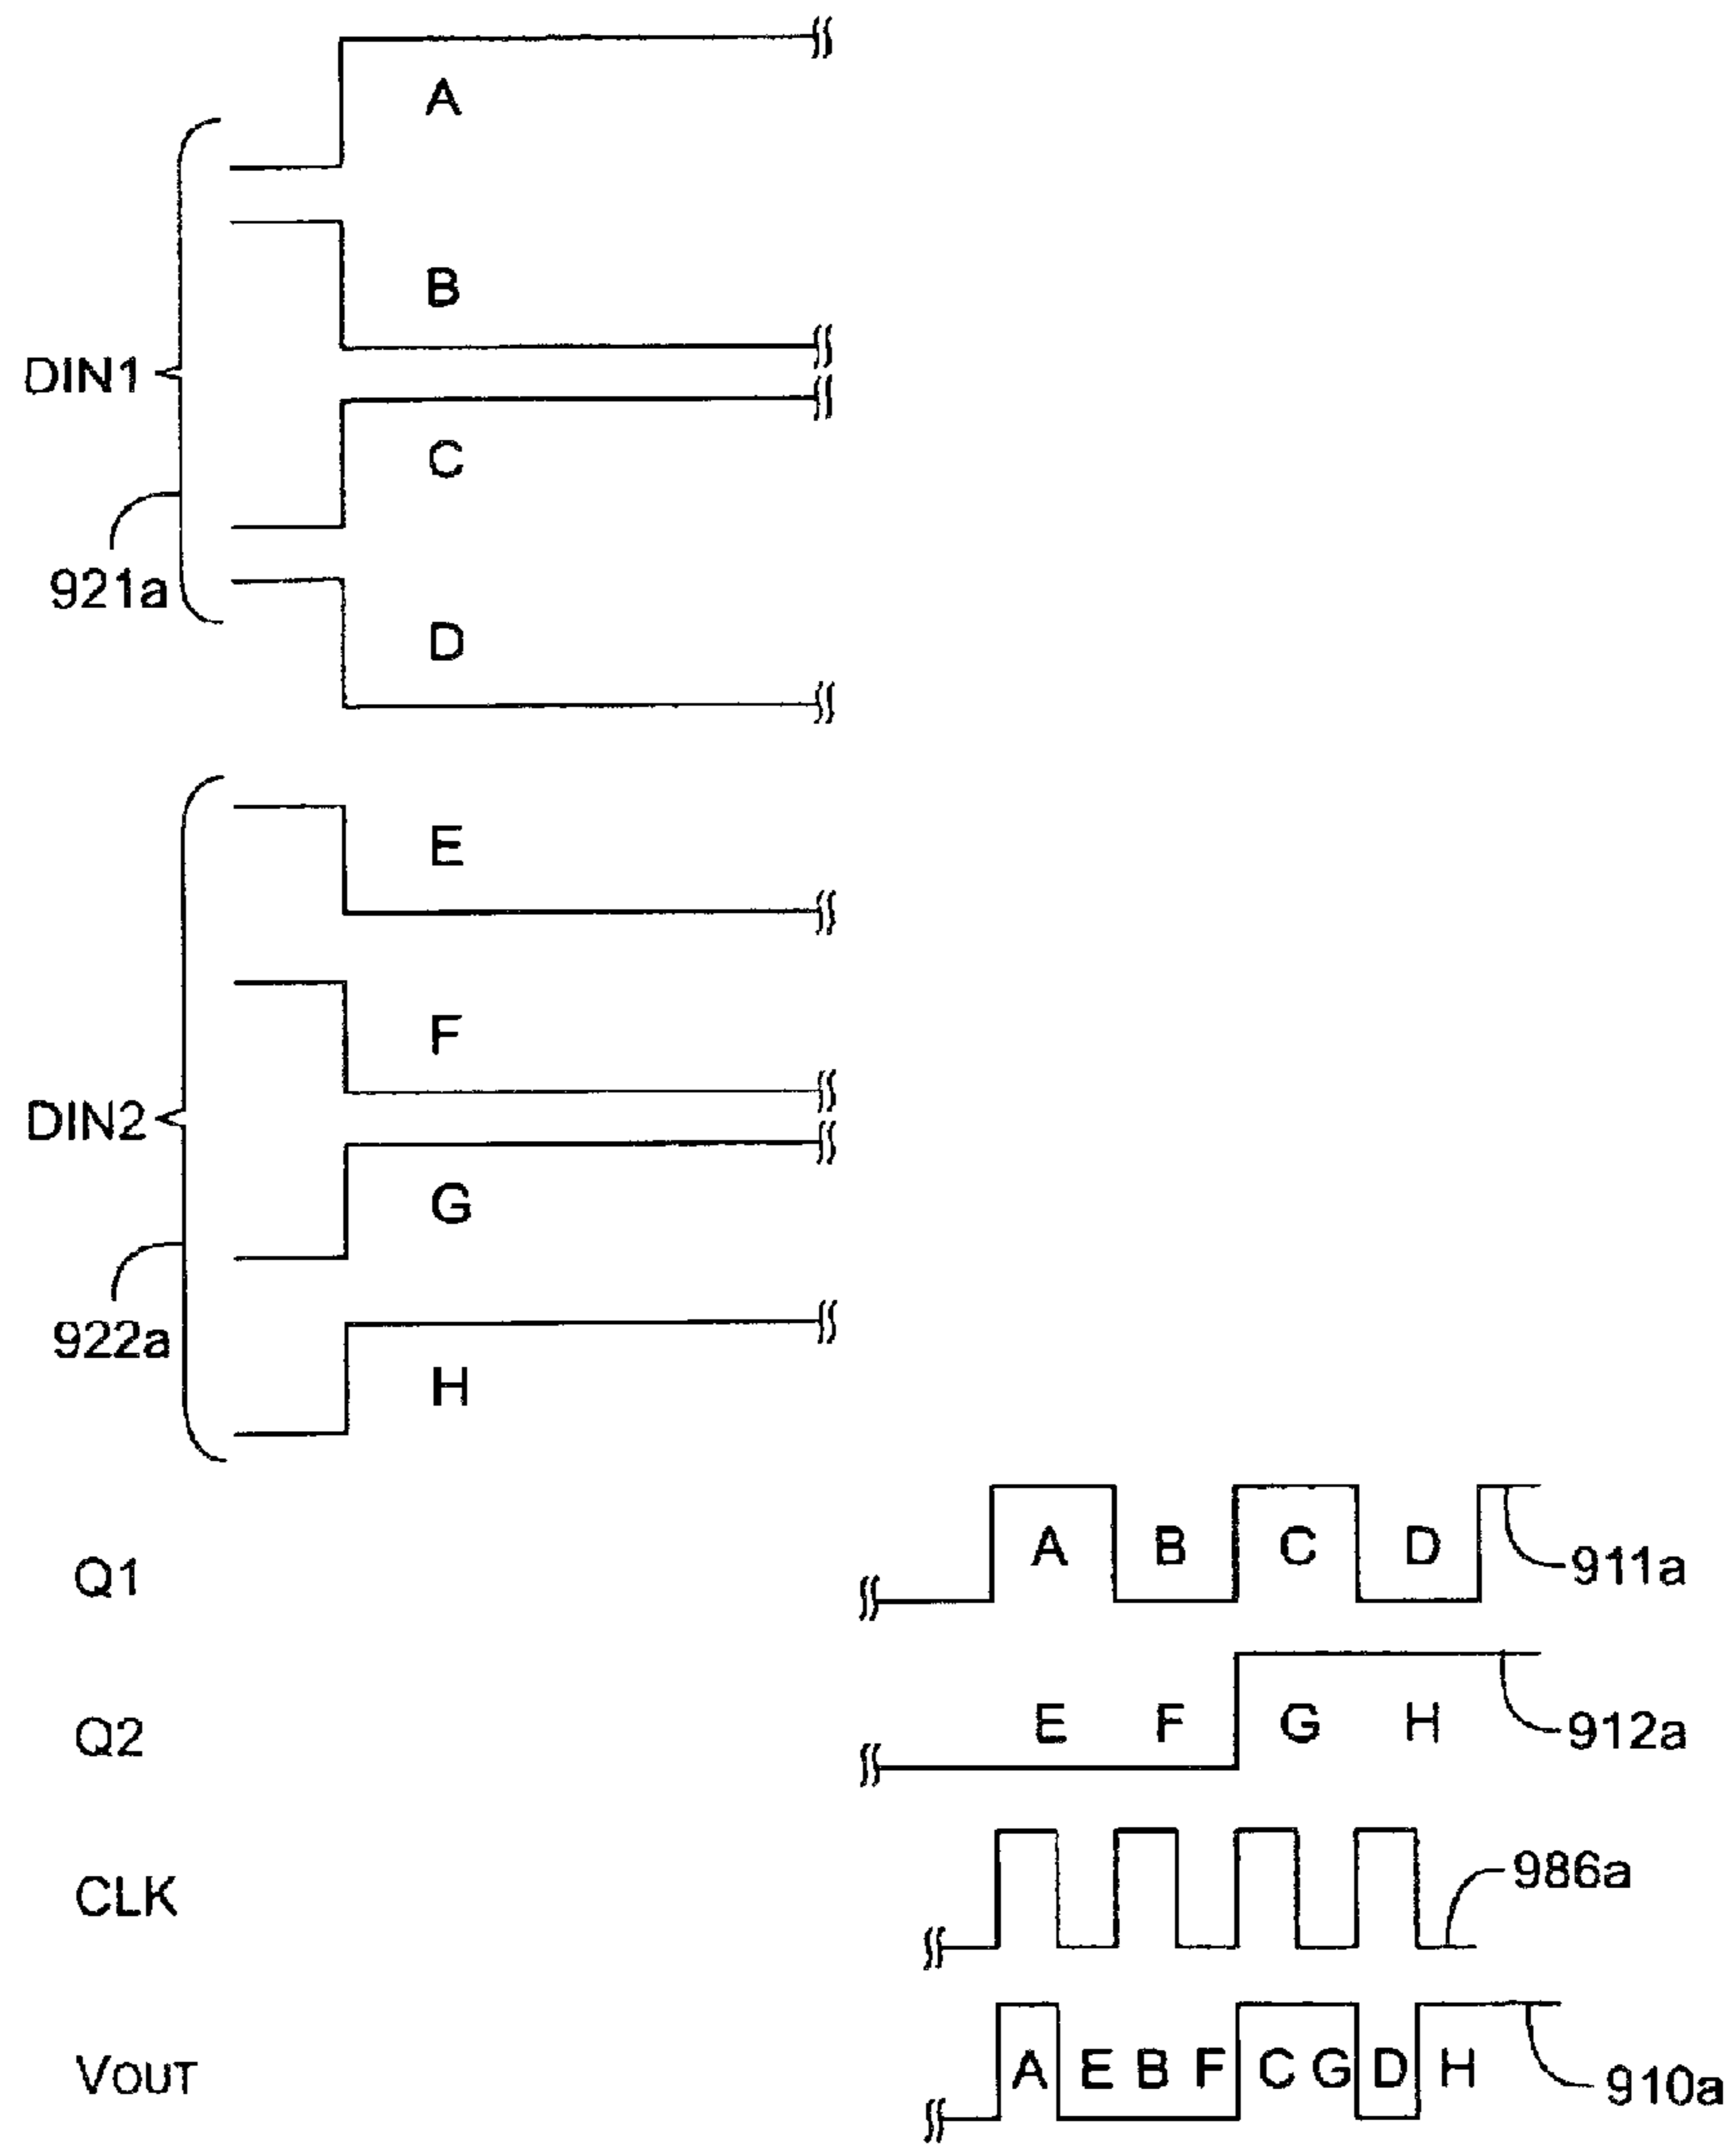 A
B
DIN1
C
921a
D
E
F
DIN2
G
922a
H
Q1 A B C D 911a
Q2 E F G H 912a
CLK 986a
VOUT A E B F C G D H 910a